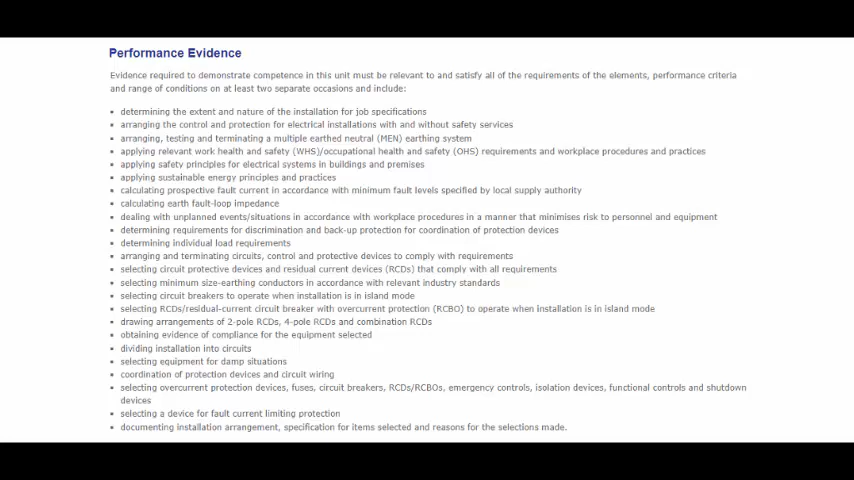 Performance Evidence
Evidence required to demonstrate competence in this unit must be relevant to and satisfy all of the requirements of the elements, performance criteria
and range of conditions on at least two separate occasions and include:
• determining the extent and nature of the installation for job specifications
• arranging the control and protection for electrical installations with and without safety services
• arranging, testing and terminating a multiple earthed neutral (MEN) earthing system
• applying relevant work health and safety (WHS)/occupational health and safety (OHS) requirements and workplace procedures and practices
• applying safety principles for electrical systems in buildings and premises
• applying sustainable energy principles and practices
• calculating prospective fault current in accordance with minimum fault levels specified by local supply authority
• calculating earth fault-loop impedance
• dealing with unplanned events/situations in accordance with workplace procedures in a manner that minimises risk to personnel and equipment
• determining requirements for discrimination and back-up protection for coordination of protection devices
• determining individual load requirements
• arranging and terminating circuits, control and protective devices to comply with requirements
• selecting circuit protective devices and residual current devices (RCDs) that comply with all requirements
• selecting minimum size-earthing conductors in accordance with relevant industry standards
• selecting circuit breakers to operate when installation is in island mode
• selecting RCDs/residual-current circuit breaker with overcurrent protection (RCBO) to operate when installation is in island mode
• drawing arrangements of 2-pole RCDs, 4-pole RCDs and combination RCDs
• obtaining evidence of compliance for the equipment selected
• dividing installation into circuits
• selecting equipment for damp situations
• coordination of protection devices and circuit wiring
• selecting overcurrent protection devices, fuses, circuit breakers, RCDs/RCBOs, emergency controls, isolation devices, functional controls and shutdown
devices
• selecting a device for fault current limiting protection
• documenting installation arrangement, specification for items selected and reasons for the selections made.